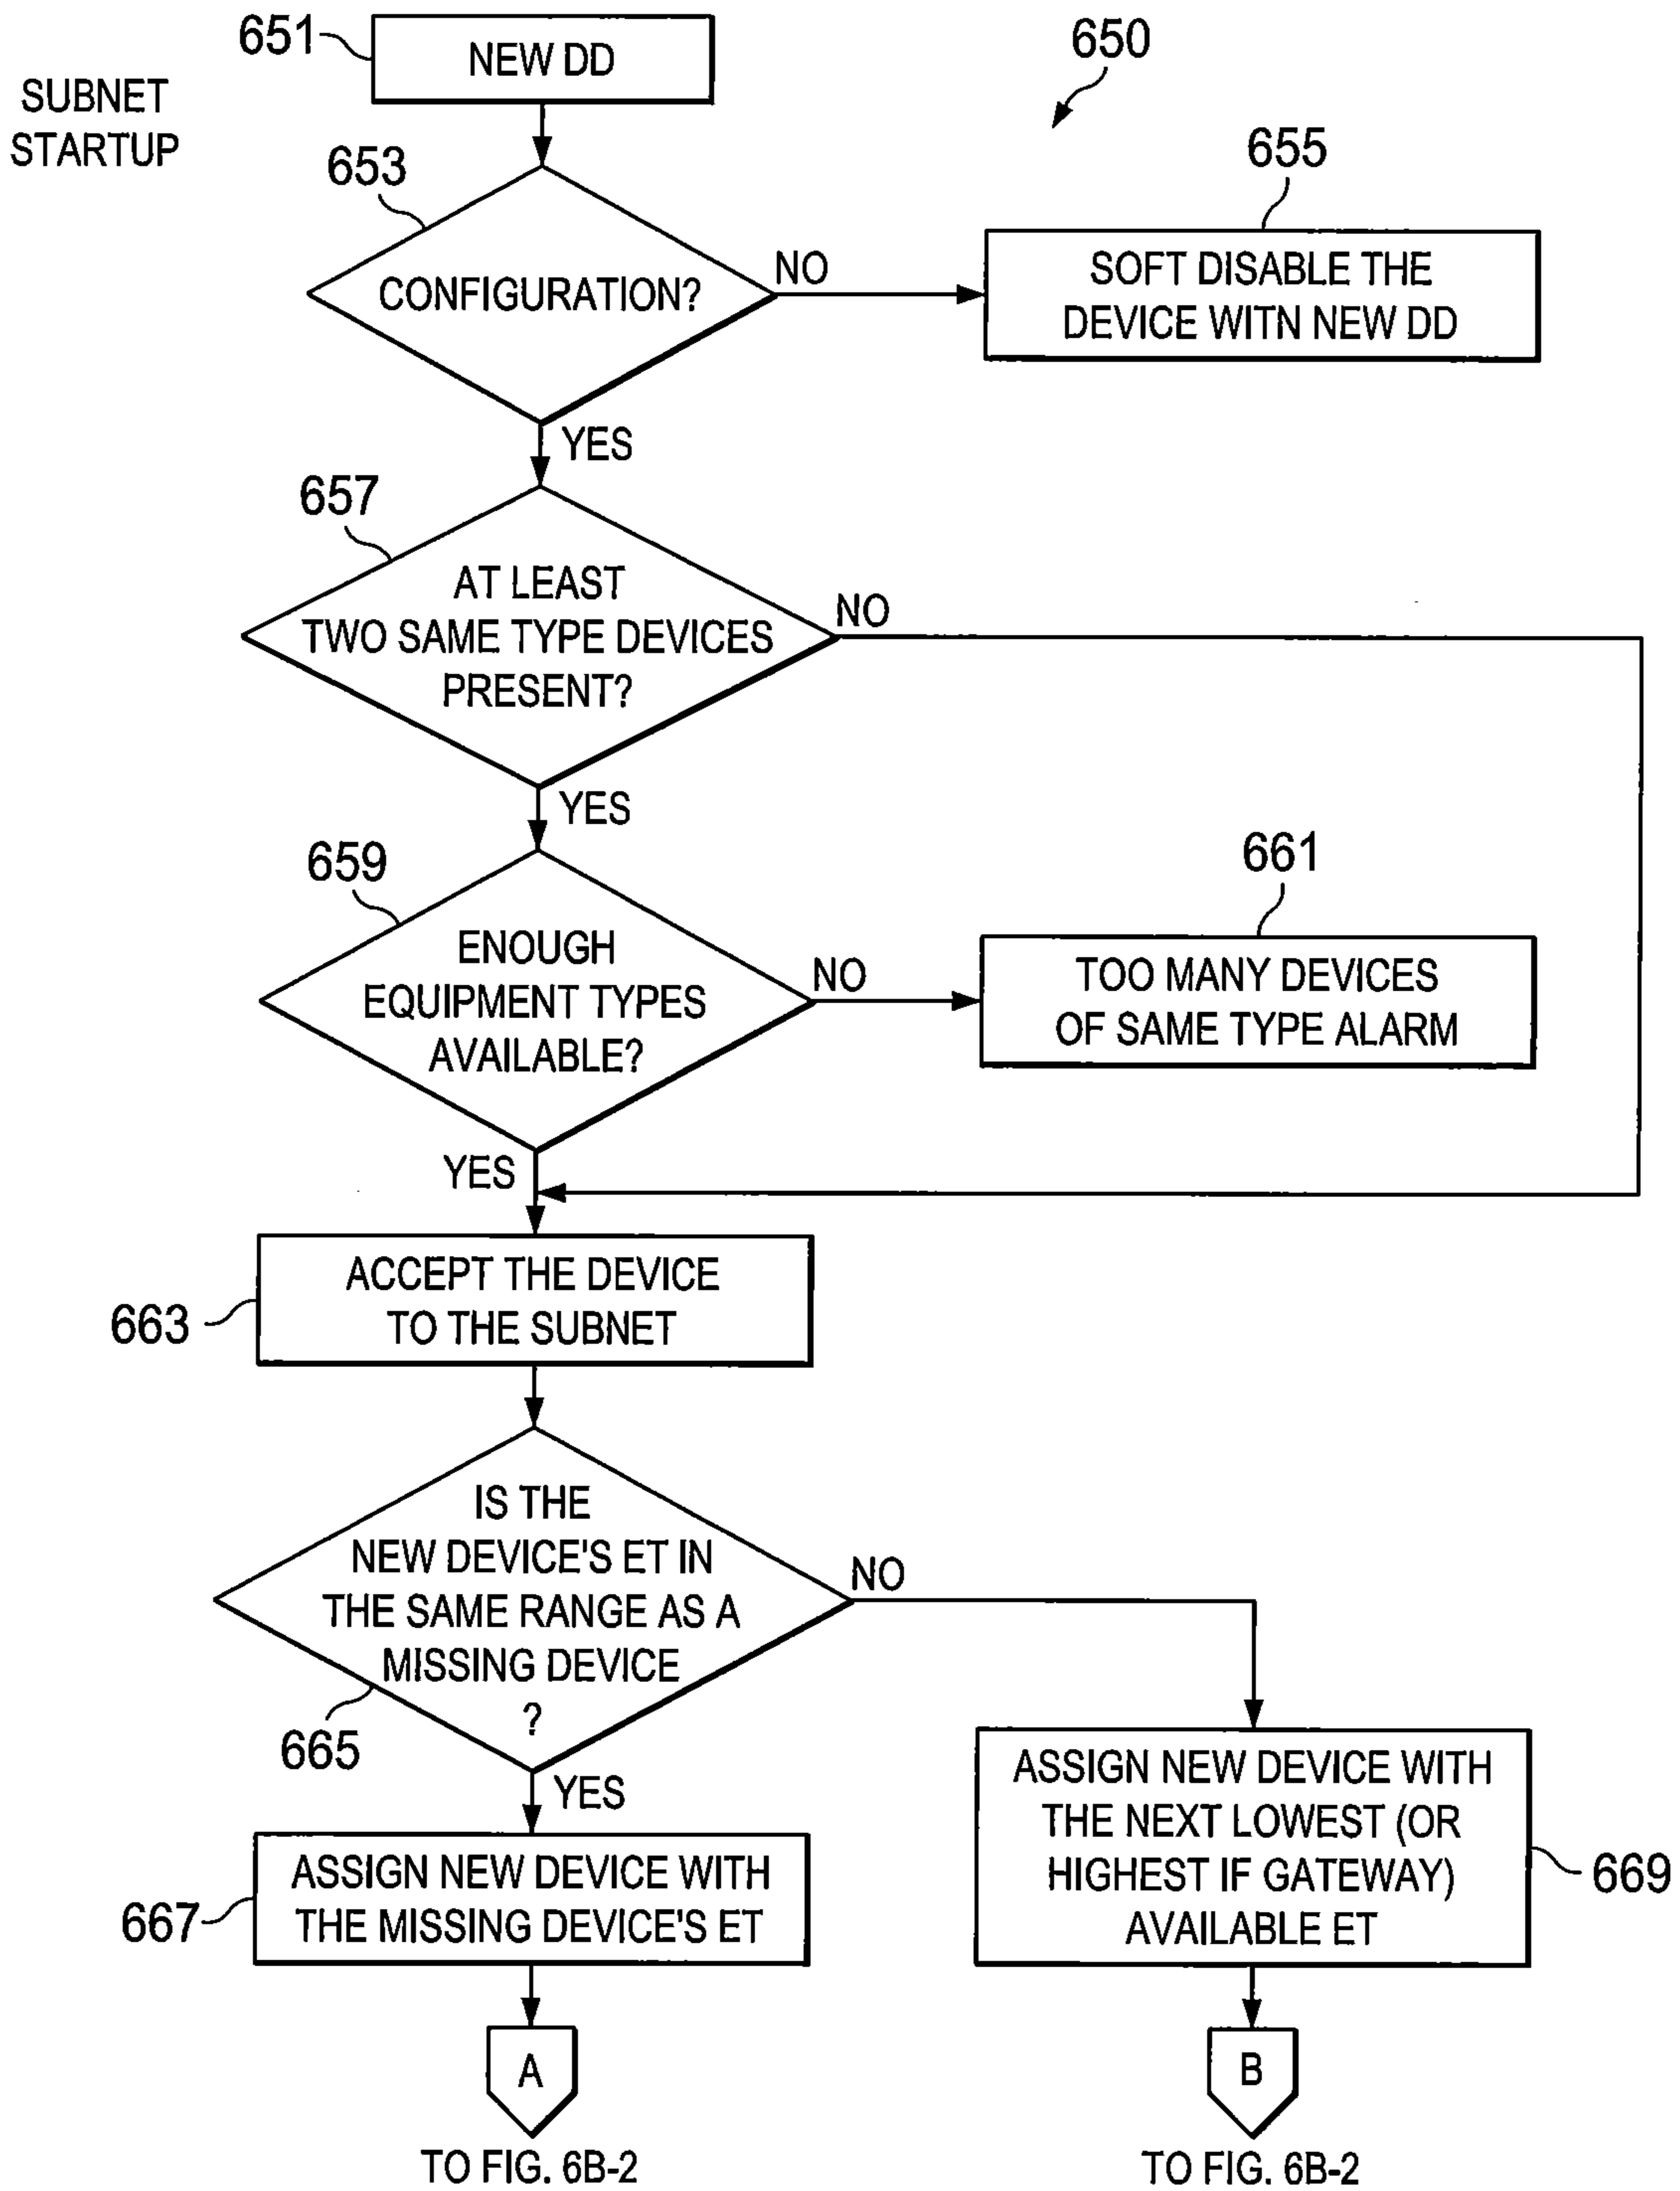 651
NEW DD
650
SUBNET
STARTUP
653
655
CONFIGURATION?
NO
SOFT DISABLE THE
DEVICE WITN NEW DD
YES
657
AT LEAST
TWO SAME TYPE DEVICES
PRESENT?
NO
YES
659
661
ENOUGH
EQUIPMENT TYPES
AVAILABLE?
NO
TOO MANY DEVICES
OF SAME TYPE ALARM
YES
ACCEPT THE DEVICE
TO THE SUBNET
663
IS THE
NEW DEVICE'S ET IN
THE SAME RANGE AS A
MISSING DEVICE
?
NO
665
YES
ASSIGN NEW DEVICE WITH
THE MISSING DEVICE'S ET
667
ASSIGN NEW DEVICE WITH
THE NEXT LOWEST (OR
HIGHEST IF GATEWAY)
AVAILABLE ET
669
A
B
TO FIG. 6B-2
TO FIG. 6B-2